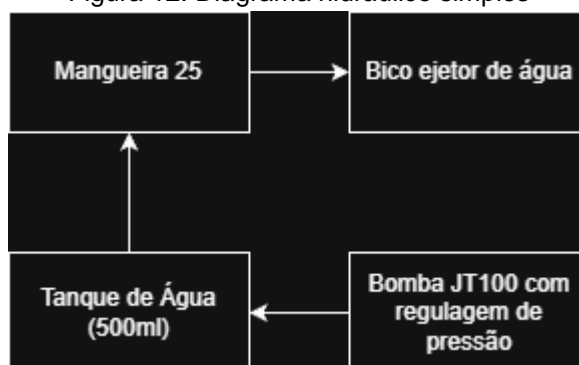 Figura 12: Diagrama hidráulico simples
Mangueira 25
Bico ejetor de água
Tanque de Água
(500ml)
Bomba JT100 com
regulagem de
pressão